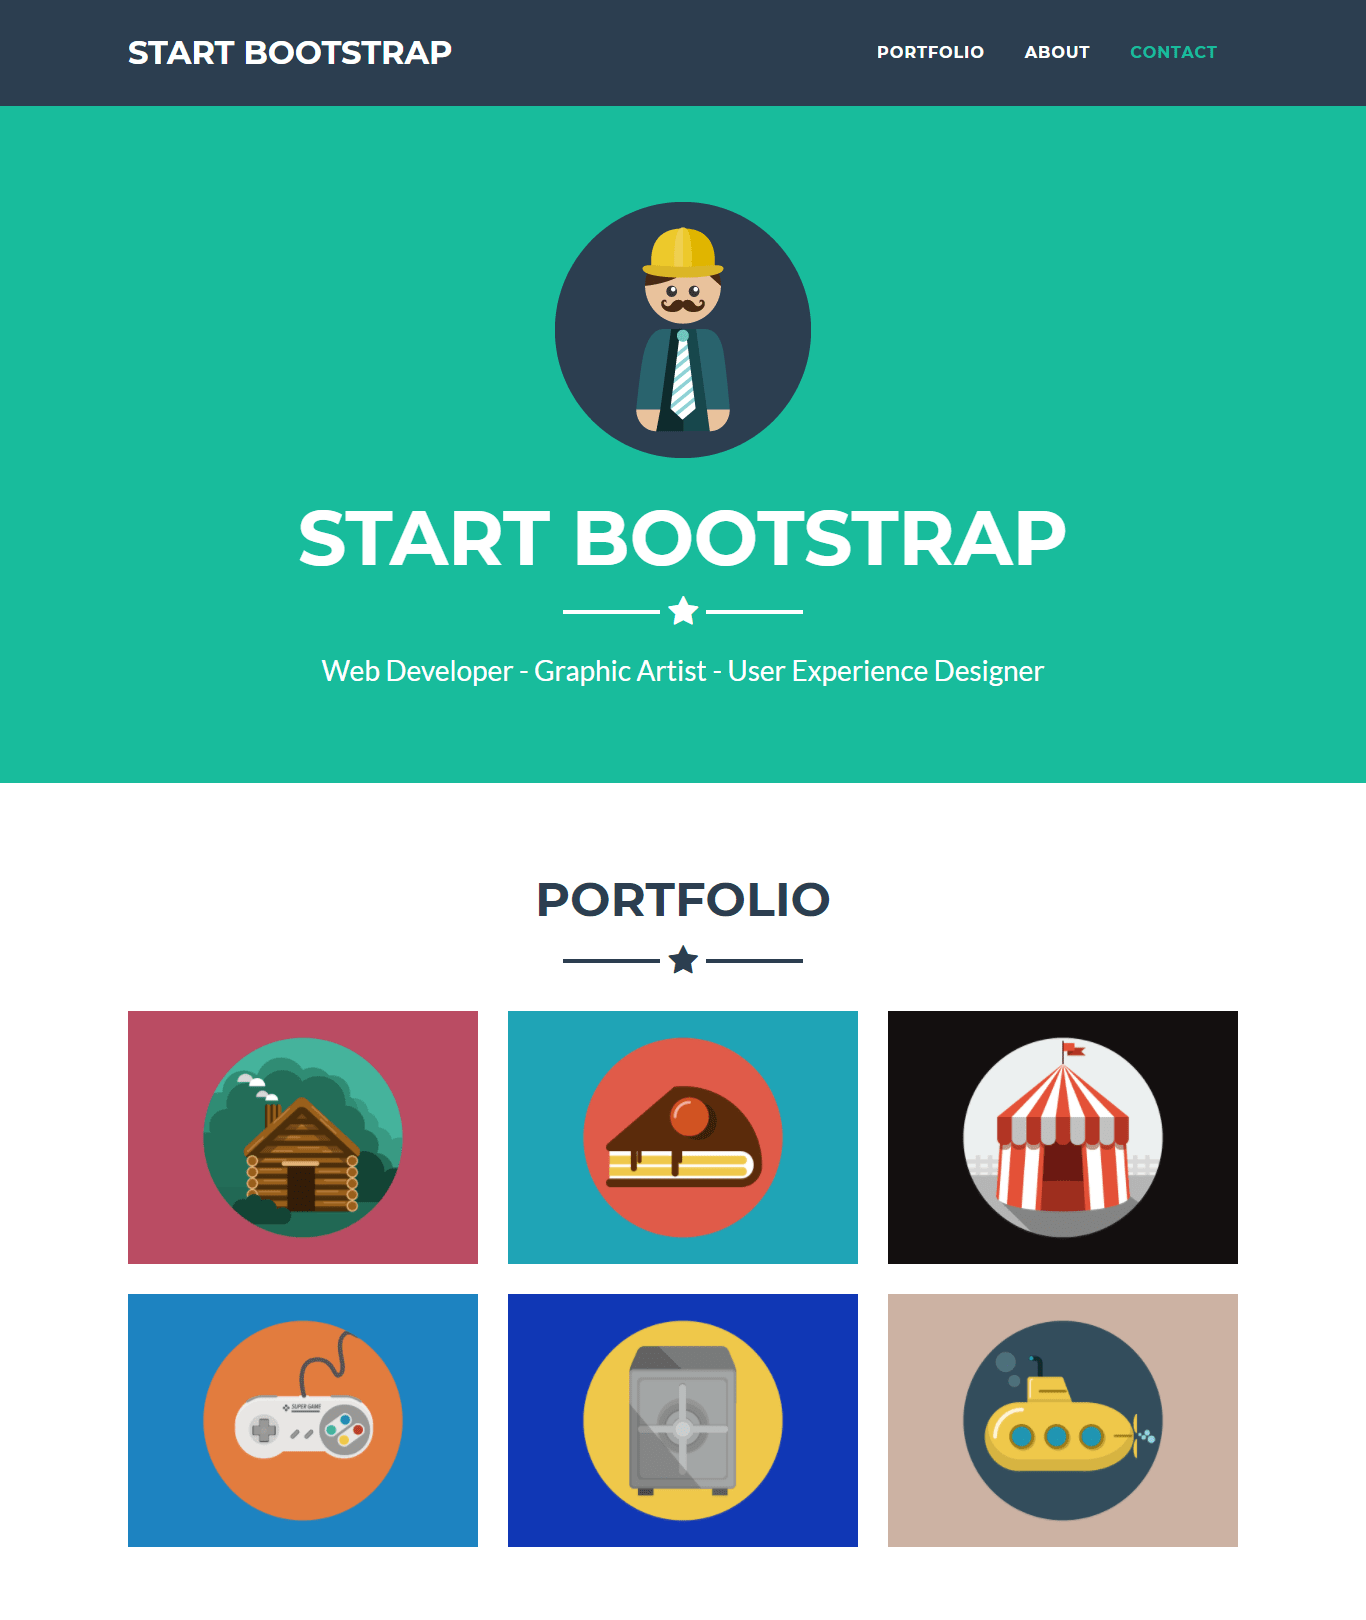 START BOOTSTRAP
PORTFOLIO ABOUT CONTACT
START BOOTSTRAP
Web Developer - Graphic Artist - User Experience Designer
PORTFOLIO
SUPER GAME